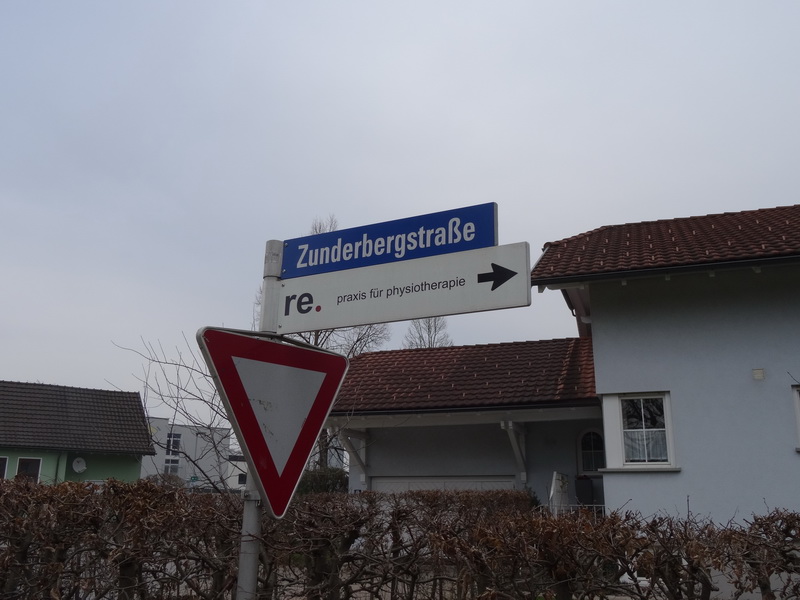 Zunderbergstraße
re. praxis für physiotherapie